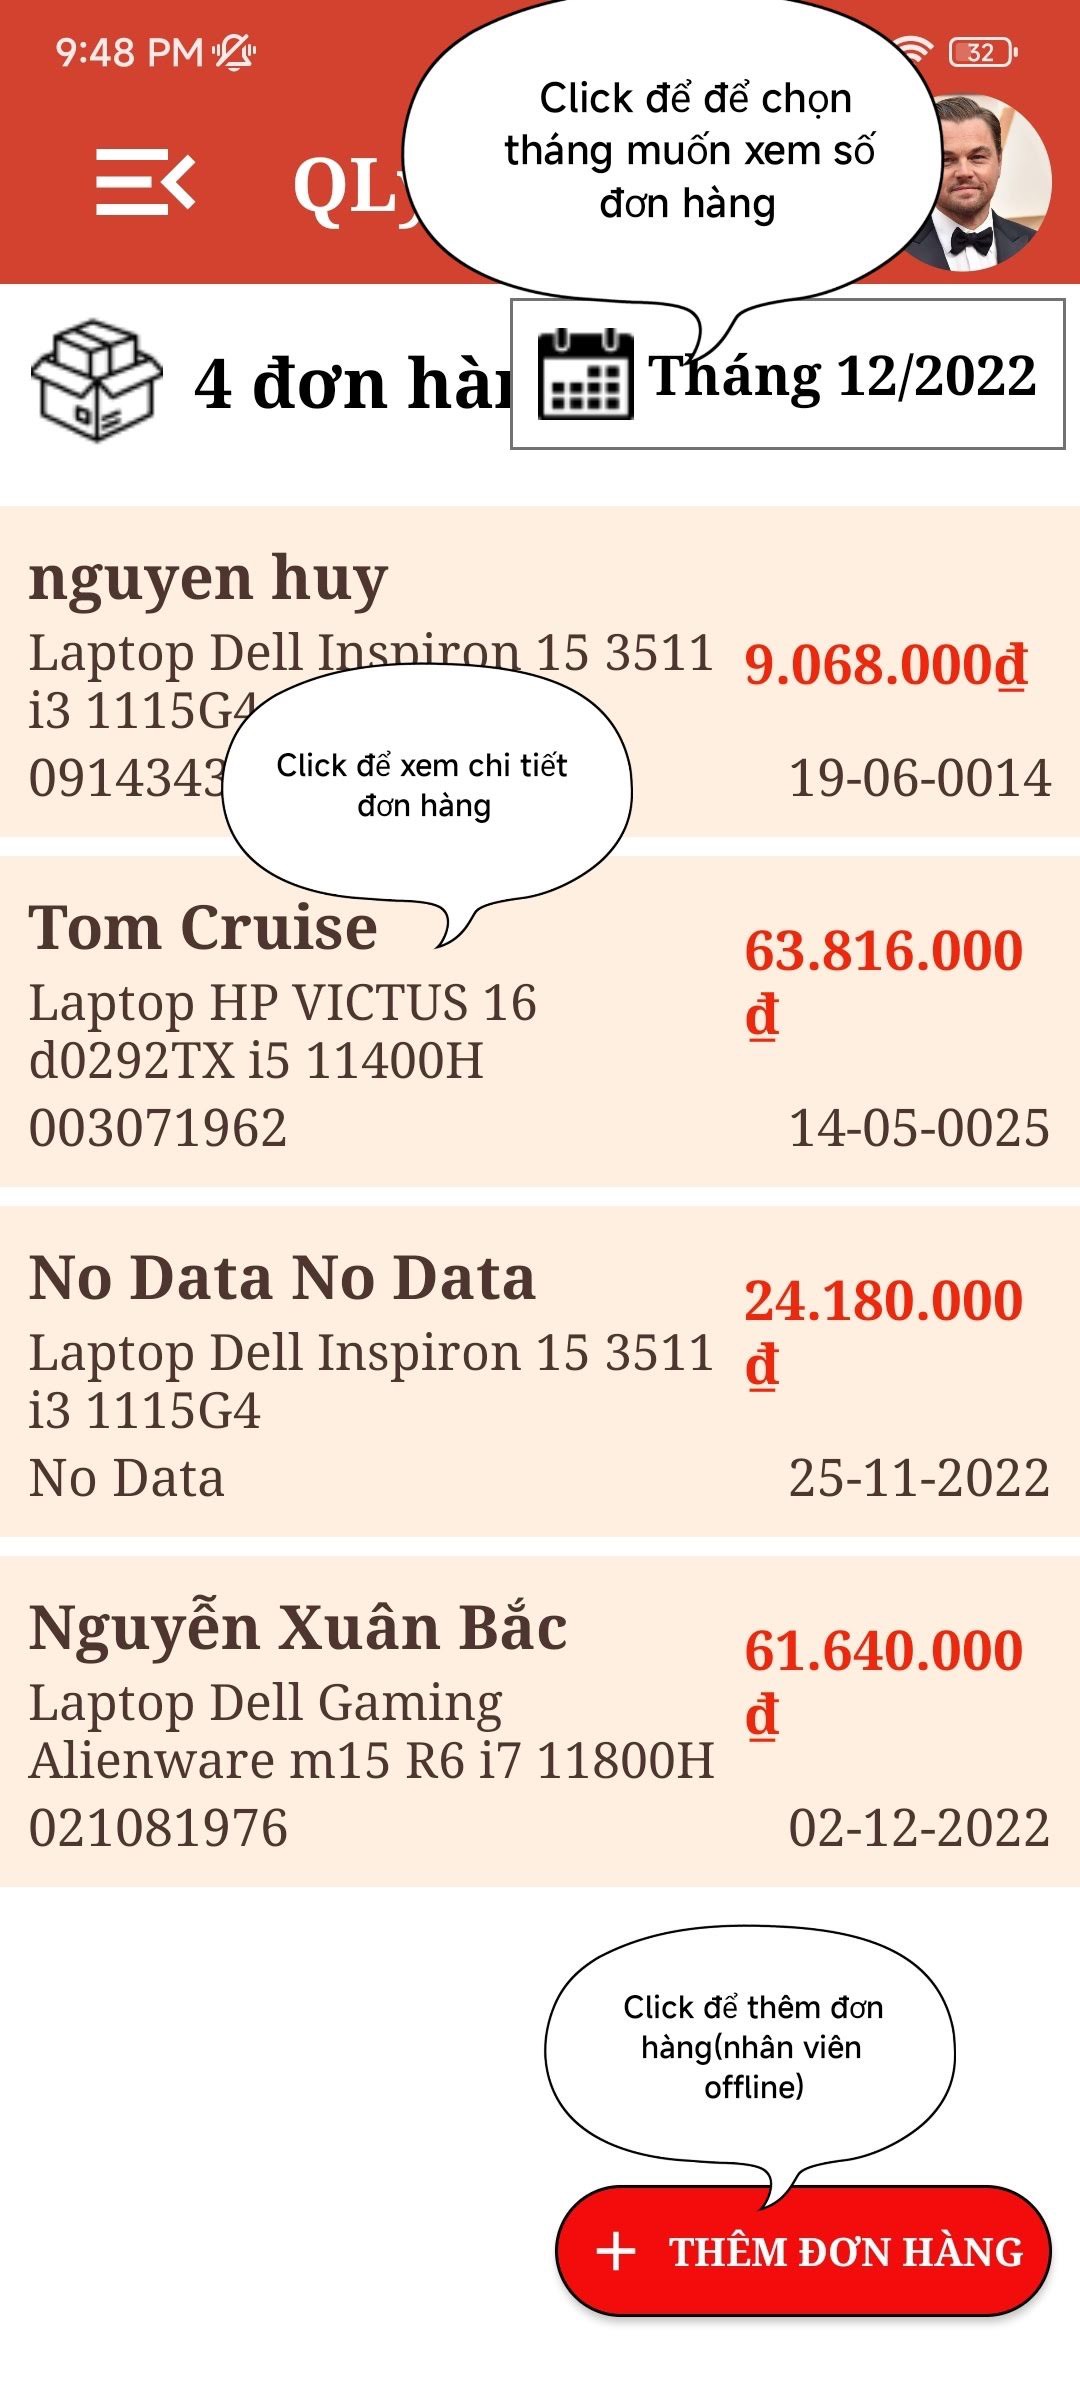 9:48 PM
32
Click để để chọn
tháng muốn xem số
đơn hàng
4 đơn
Tháng 12/2022
nguyen huy
Laptop Dell Inspiron 15 3511
i3 1115G4
9.068.000₫
Click để xem chi tiết
đơn hàng
19-06-0014
Tom Cruise
Laptop HP VICTUS 16
d0292TX i5 11400H
63.816.000
₫
003071962
14-05-0025
No Data No Data
Laptop Dell Inspiron 15 3511
i3 1115G4
24.180.000
₫
No Data
25-11-2022
Nguyễn Xuân Bắc
Laptop Dell Gaming
Alienware m15 R6 i7 11800H
61.640.000
₫
021081976
02-12-2022
Click để thêm đơn
hàng(nhân viên
offline)
+ THÊM ĐƠN HÀNG